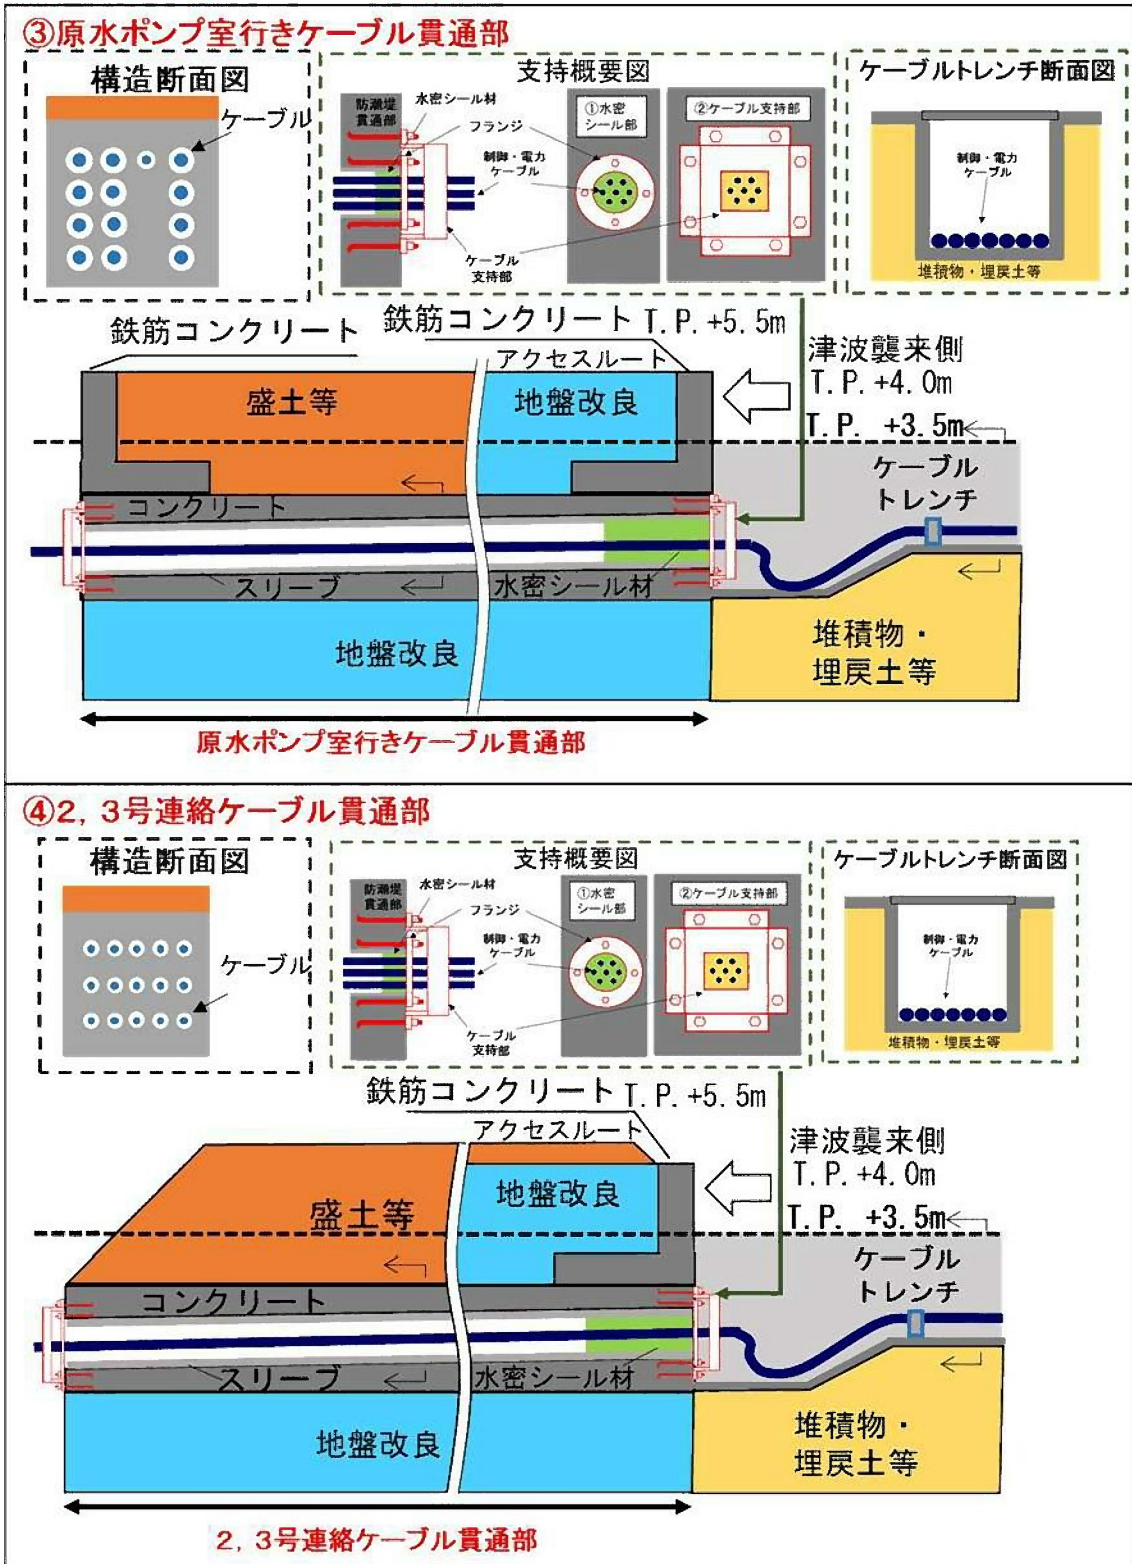 ③原水ポンプ室行きケーブル貫通部
構造断面図
ケーブル
支持概要図
防潮堤
貫通部
水密シール材
フランジ
制御・電力
ケーブル
ケーブル
支持部
①水密
シール部
②ケーブル支持部
ケーブルトレンチ断面図
制御・電力
ケーブル
堆積物・埋戻土等
鉄筋コンクリート
鉄筋コンクリート
T.P.+5.5m
アクセスルート
津波襲来側
T.P.+4.0m
T.P. +3.5m
盛土等
地盤改良
ケーブル
トレンチ
コンクリート
スリーブ
水密シール材
地盤改良
堆積物・
埋戻土等
原水ポンプ室行きケーブル貫通部
④2,3号連絡ケーブル貫通部
構造断面図
ケーブル
支持概要図
防潮堤
貫通部
水密シール材
フランジ
制御・電力
ケーブル
ケーブル
支持部
①水密
シール部
②ケーブル支持部
ケーブルトレンチ断面図
制御・電力
ケーブル
堆積物・埋戻土等
鉄筋コンクリート
T.P.+5.5m
アクセスルート
津波襲来側
T.P.+4.0m
T.P. +3.5m
盛土等
地盤改良
ケーブル
トレンチ
コンクリート
スリーブ
水密シール材
地盤改良
堆積物・
埋戻土等
2,3号連絡ケーブル貫通部